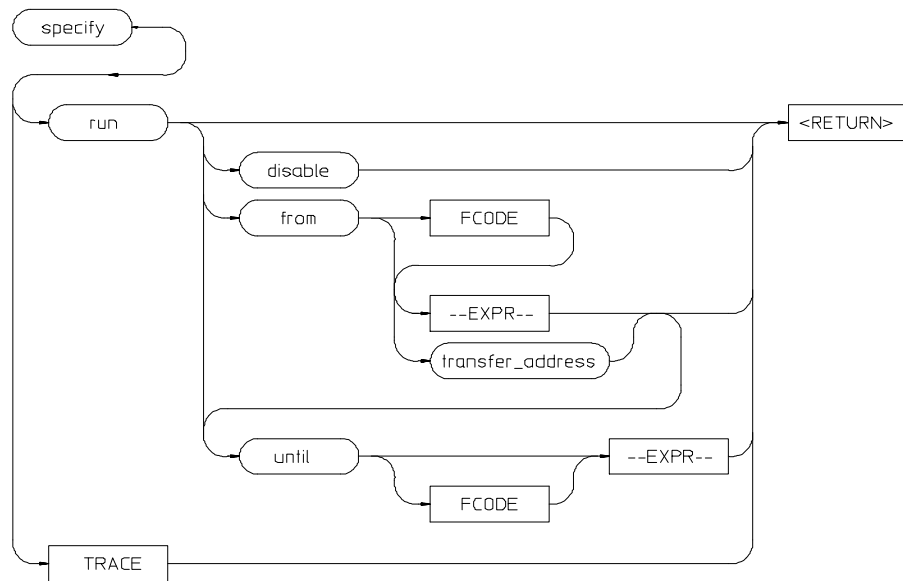 specify
run
<RETURN>
disable
from
FCODE
--EXPR--
transfer_address
until
--EXPR--
FCODE
TRACE